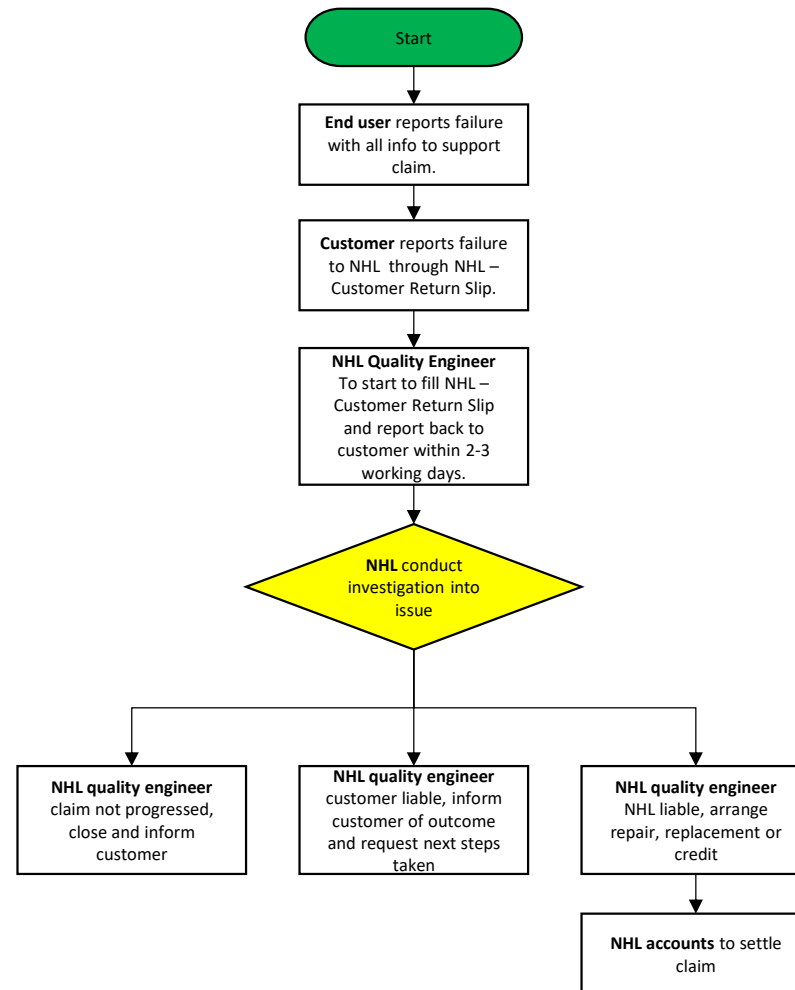 Start
End user reports failure
with all info to support
claim.
Customer reports failure
to NHL through NHL –
Customer Return Slip.
NHL Quality Engineer
To start to fill NHL –
Customer Return Slip
and report back to
customer within 2-3
working days.
NHL conduct
investigation into
issue
NHL quality engineer
claim not progressed,
close and inform
customer
NHL quality engineer
customer liable, inform
customer of outcome
and request next steps
taken
NHL quality engineer
NHL liable, arrange
repair, replacement or
credit
NHL accounts to settle
claim